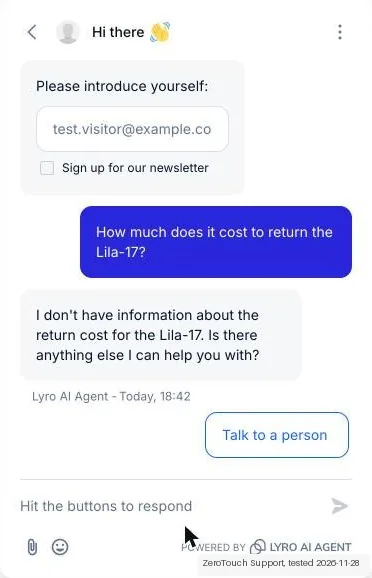 Hi there 👋
Please introduce yourself:
test.visitor@example.co
Sign up for our newsletter
How much does it cost to return the
Lila-17?
I don't have information about the
return cost for the Lila-17. Is there
anything else I can help you with?
Lyro AI Agent - Today, 18:42
Talk to a person
Hit the buttons to respond
POWERED BY LYRO AI AGENT
ZeroTouch Support, tested 2026-11-28